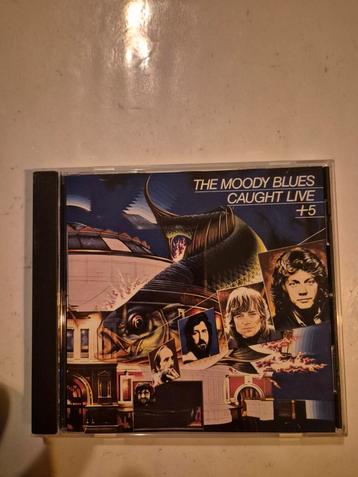 THE MOODY BLUES
CAUGHT LIVE
+5